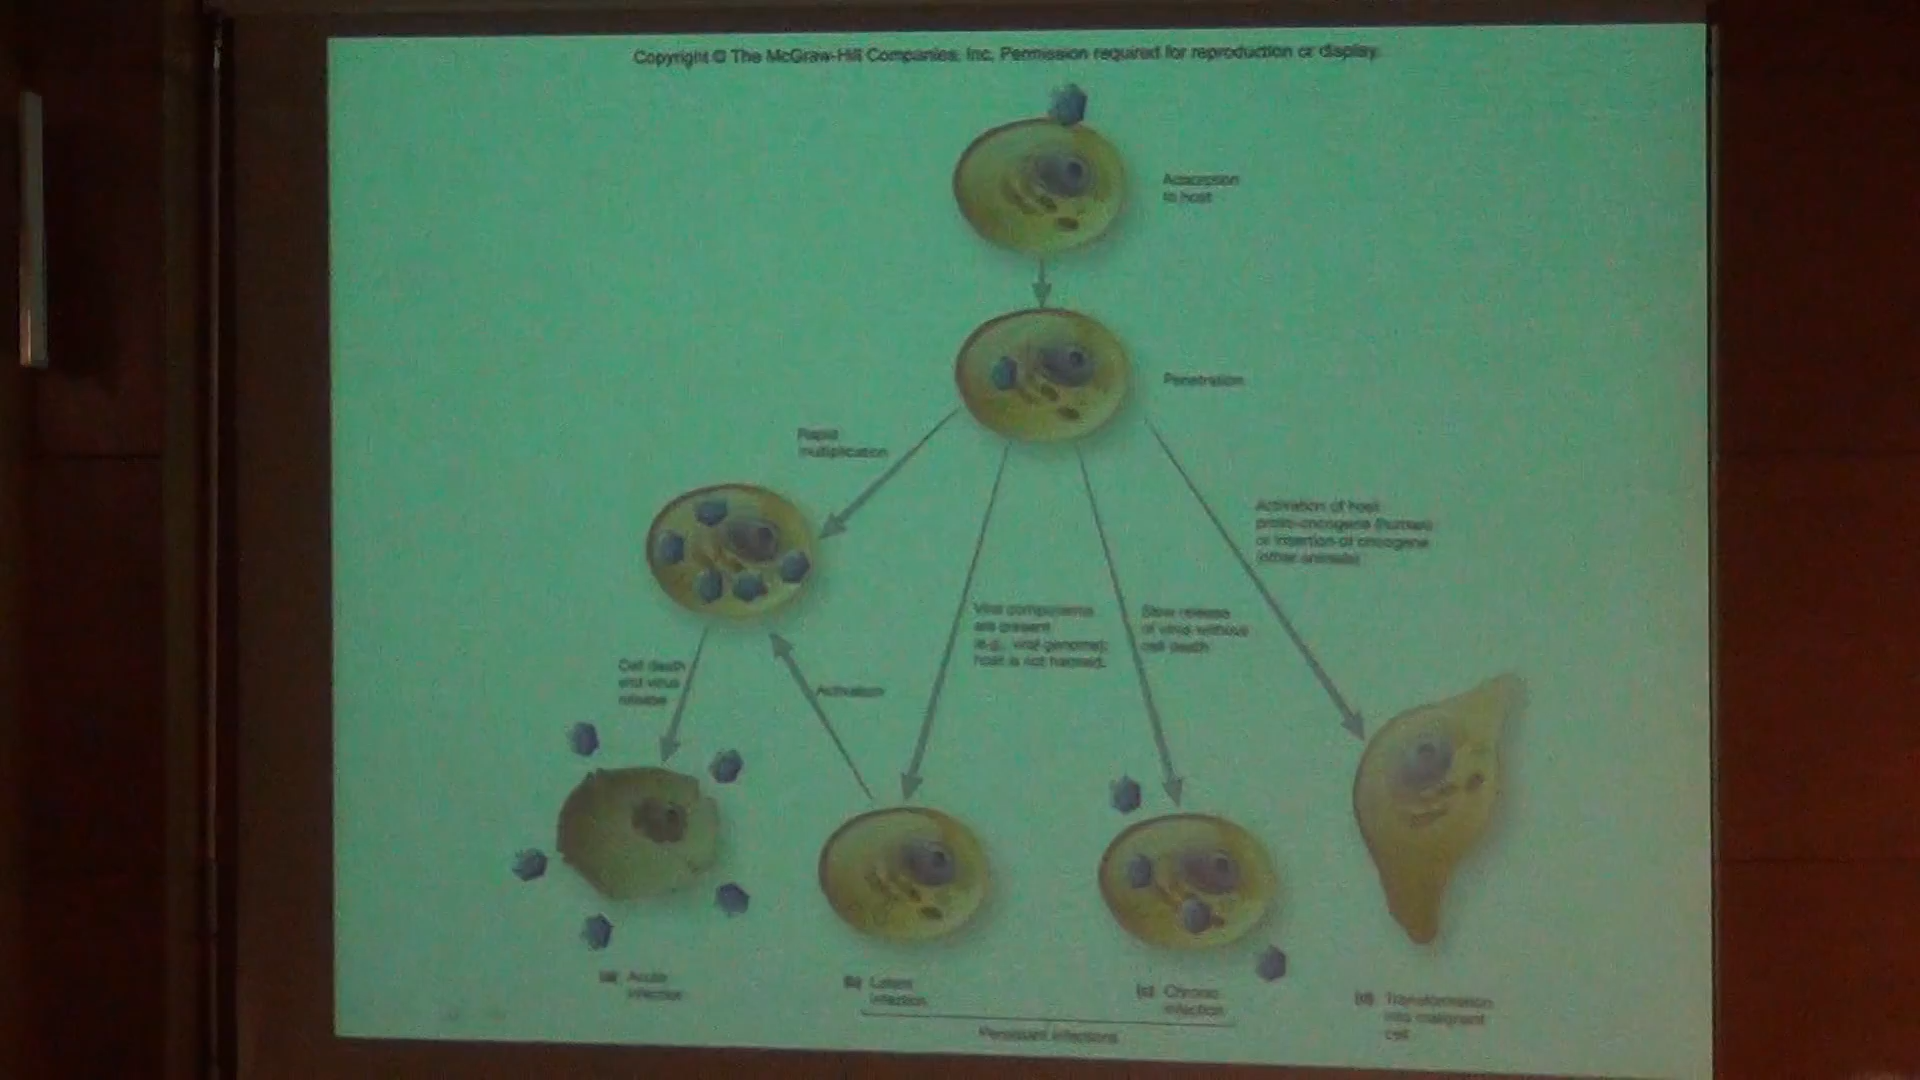 Copyright © The McGraw-Hill Companies, Inc. Permission required for reproduction or display.
Adsorption
to host
Penetration
Rapid
multiplication
Activation of host
proto-oncogene (human)
or insertion of oncogene
(other animals)
Viral components
are present
(e.g., viral genome);
host is not harmed.
Slow release
of virus without
cell death
Cell death
and virus
release
Activation
(a) Acute
infection
(b) Latent
infection
(c) Chronic
infection
(d) Transformation
into malignant
cell
Persistent infections